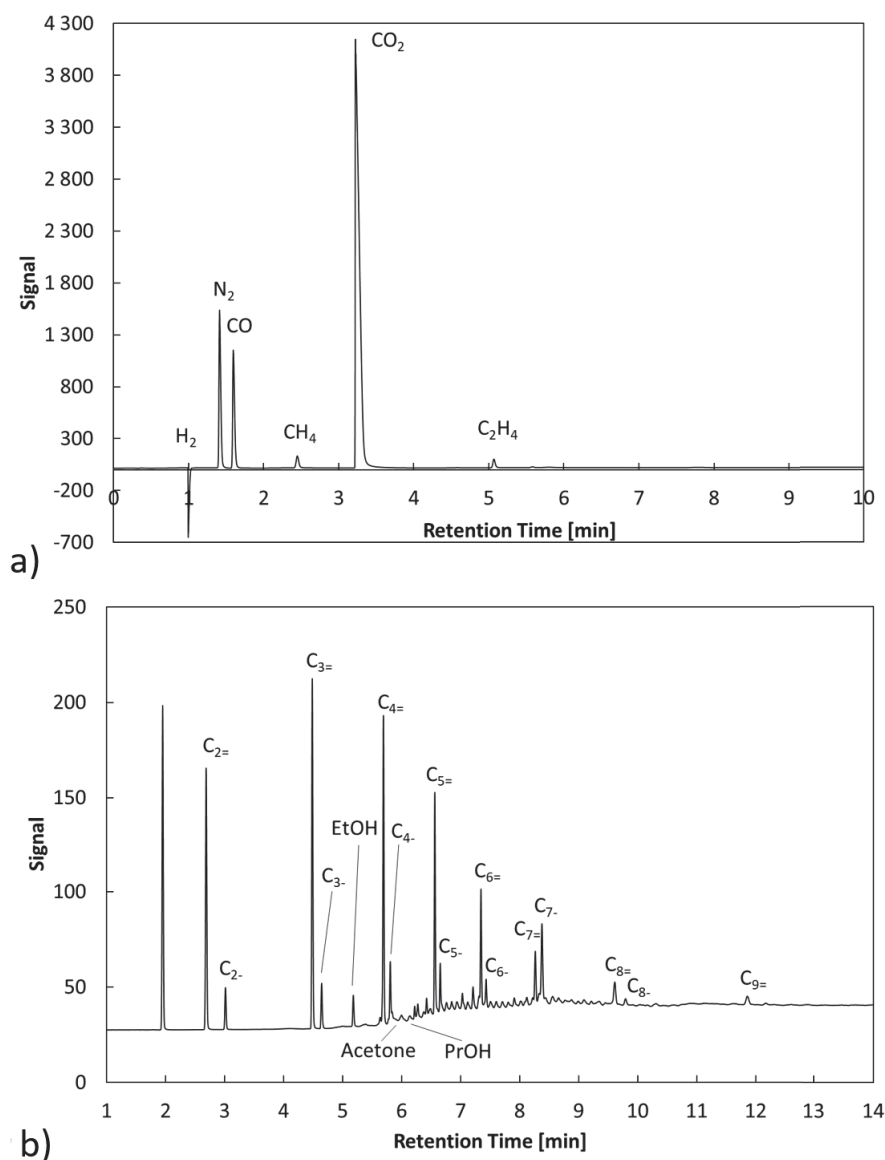 4 300
3 800
3 300
2 800
2 300
1 800
1 300
800
300
-200
-700
Signal
H₂
N₂
CO
CH₄
CO₂
C₂H₄
0 1 2 3 4 5 6 7 8 9 10
Retention Time [min]
a)
250
200
150
100
50
0
Signal
C₂₌
C₂₋
C₃₌
C₃₋
EtOH
C₄₌
C₄₋
Acetone
PrOH
C₅₌
C₅₋
C₆₌
C₆₋
C₇₌
C₇₋
C₈₌
C₈₋
C₉₌
1 2 3 4 5 6 7 8 9 10 11 12 13 14
Retention Time [min]
b)